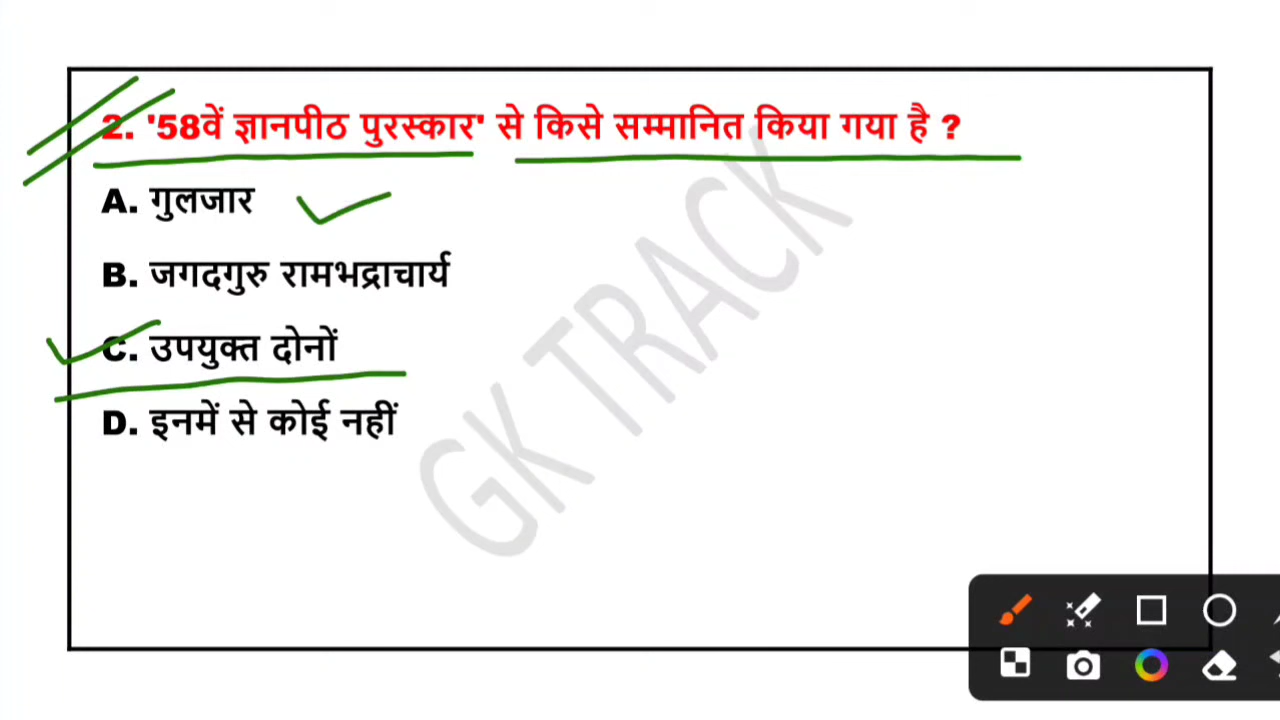 2. '58वें ज्ञानपीठ पुरस्कार' से किसे सम्मानित किया गया है ?
A. गुलजार
B. जगदगुरु रामभद्राचार्य
C. उपयुक्त दोनों
D. इनमें से कोई नहीं
GK TRACK